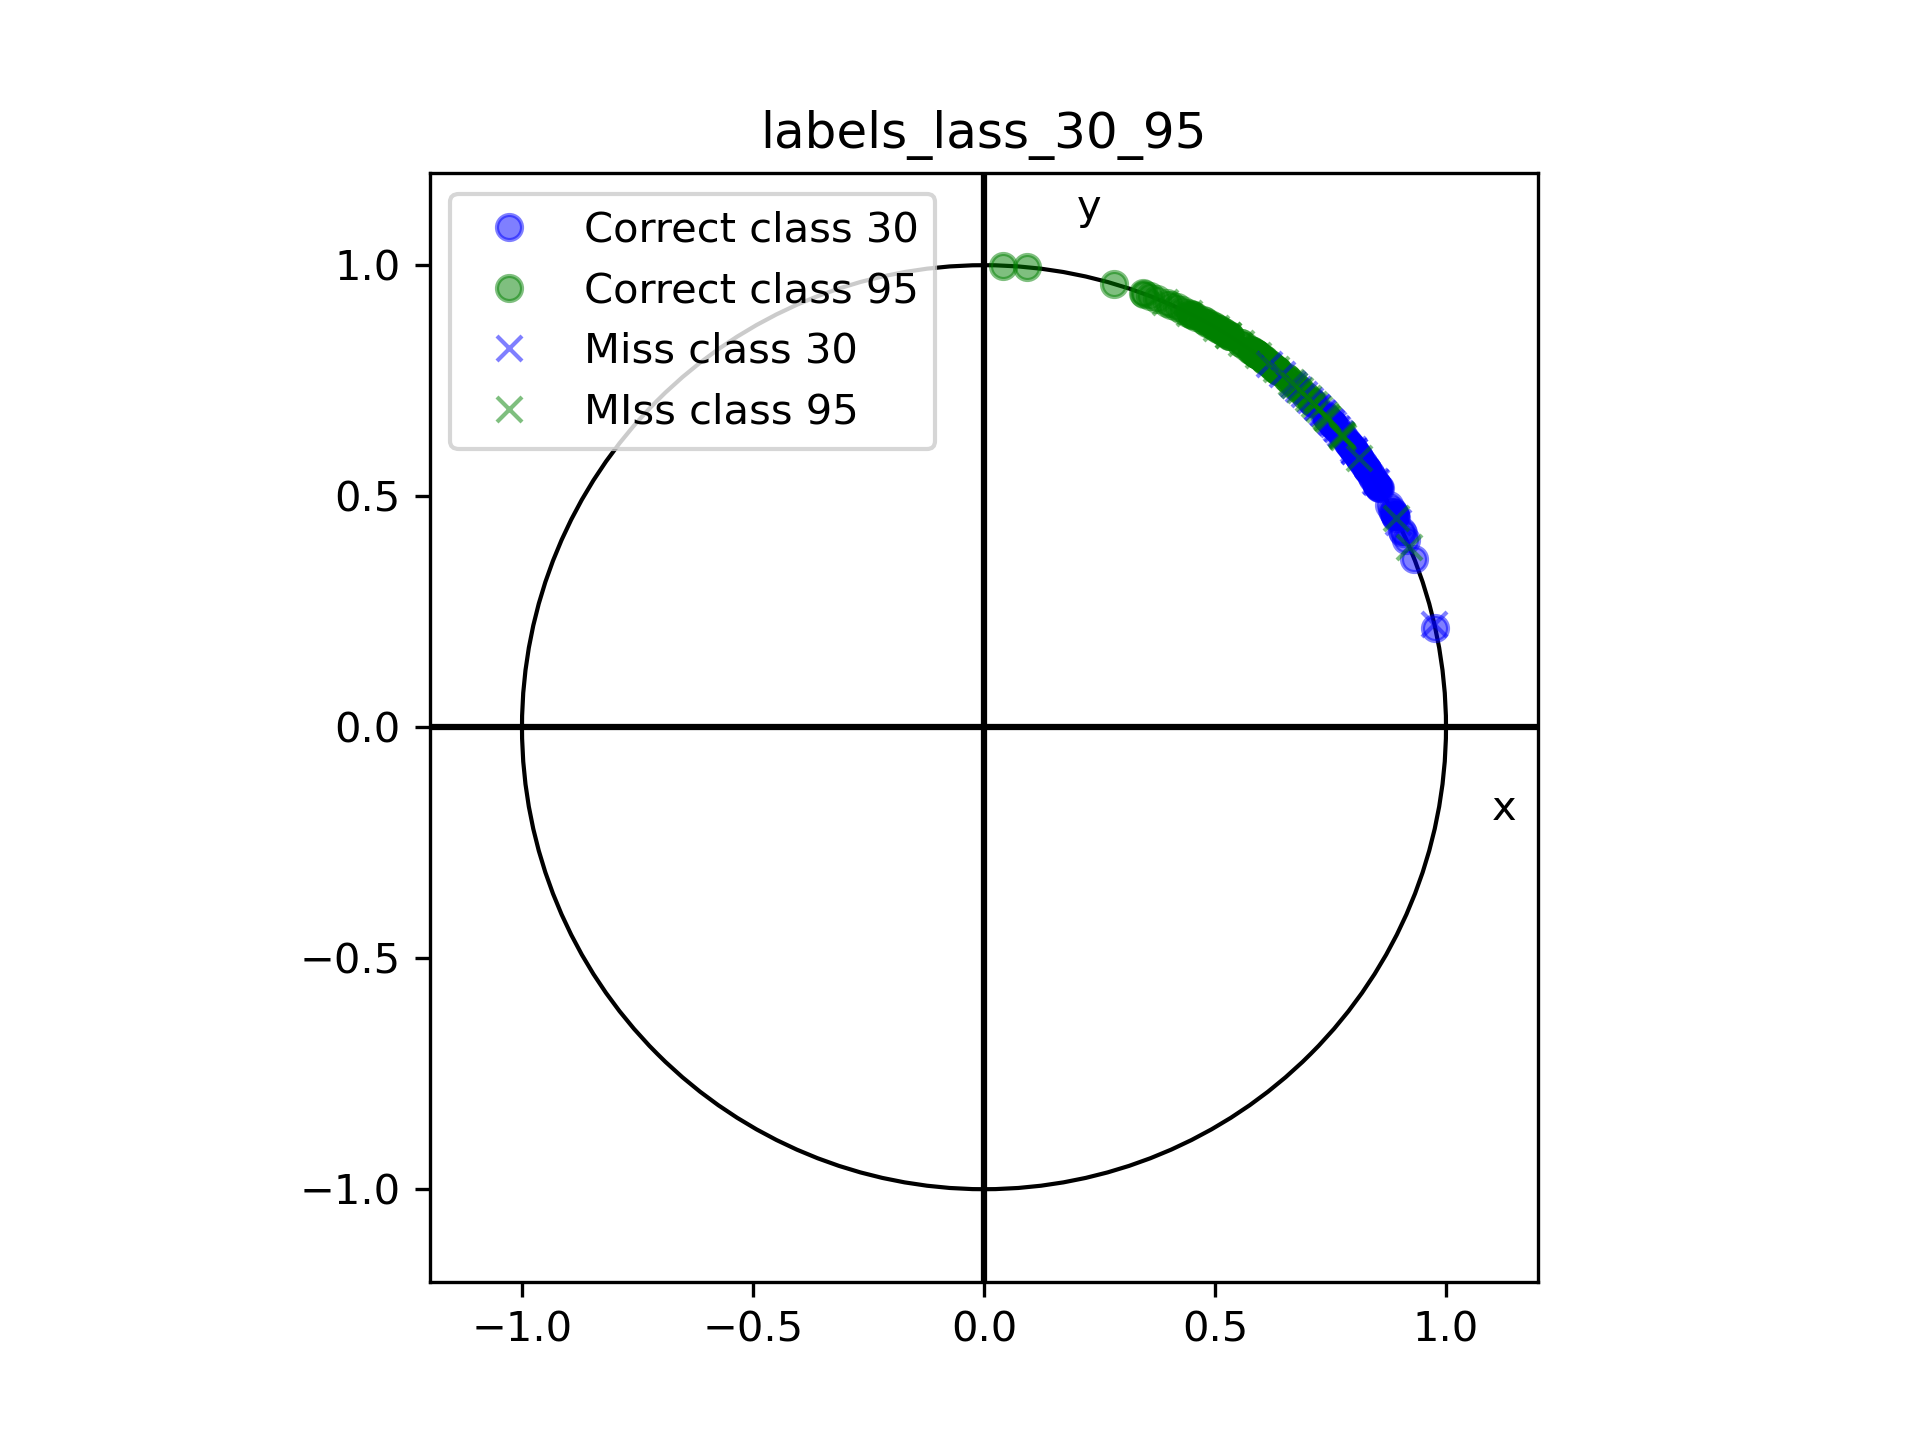 labels_lass_30_95
y
Correct class 30
Correct class 95
Miss class 30
MIss class 95
1.0
0.5
0.0
−0.5
−1.0
x
−1.0 −0.5 0.0 0.5 1.0